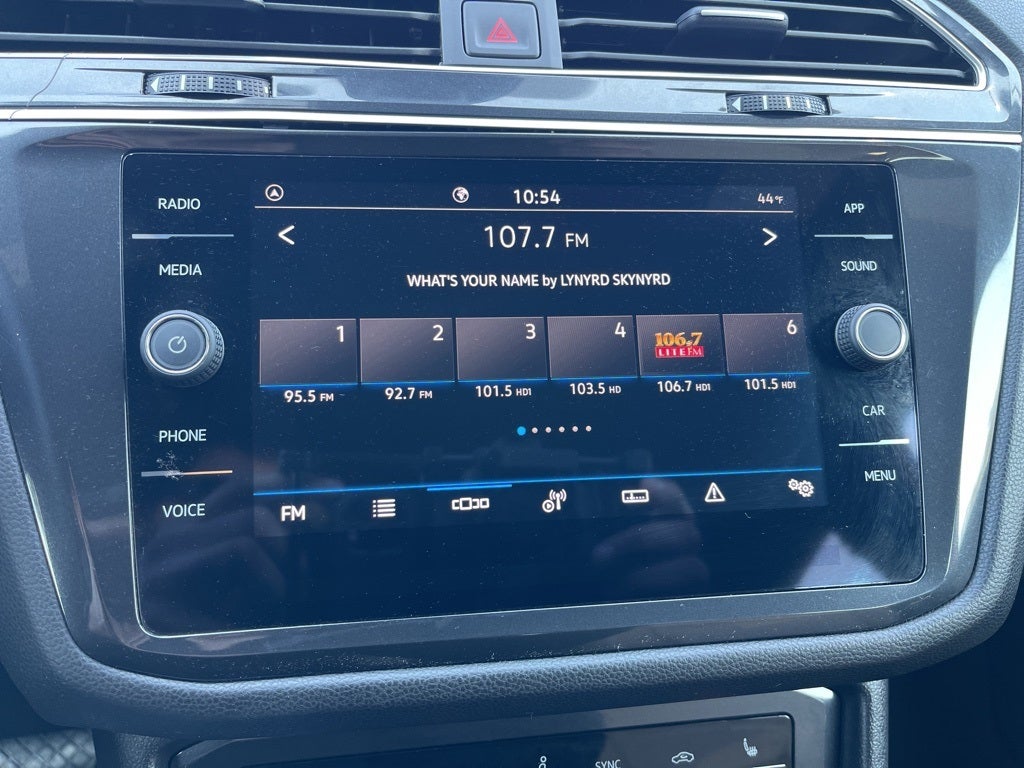 RADIO
MEDIA
PHONE
VOICE
10:54
44°F
107.7 FM
WHAT'S YOUR NAME by LYNYRD SKYNYRD
1
2
3
4
106.7
LITE FM
6
95.5 FM
92.7 FM
101.5 HD1
103.5 HD
106.7 HD1
101.5 HD1
FM
APP
SOUND
CAR
MENU
SYNC